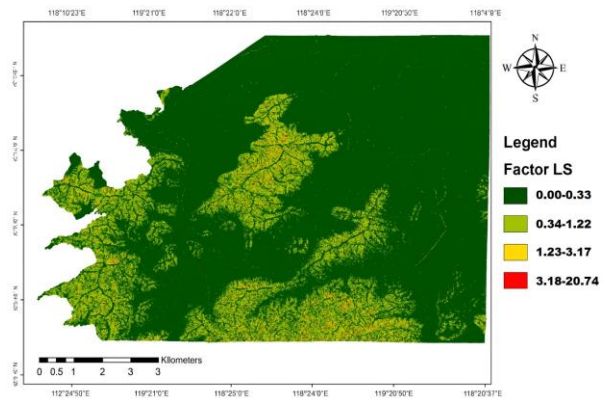 118°10'23"E 119°21'0"E 118°22'0"E 118°24'0"E 119°20'30"E 118°4'8"E
N
W E
S
Legend
Factor LS
0.00-0.33
0.34-1.22
1.23-3.17
3.18-20.74
0 0.5 1 2 3 3
Kilometers
112°24'50"E 119°21'0"E 118°25'0"E 118°24'0"E 119°20'50"E 118°20'37"E